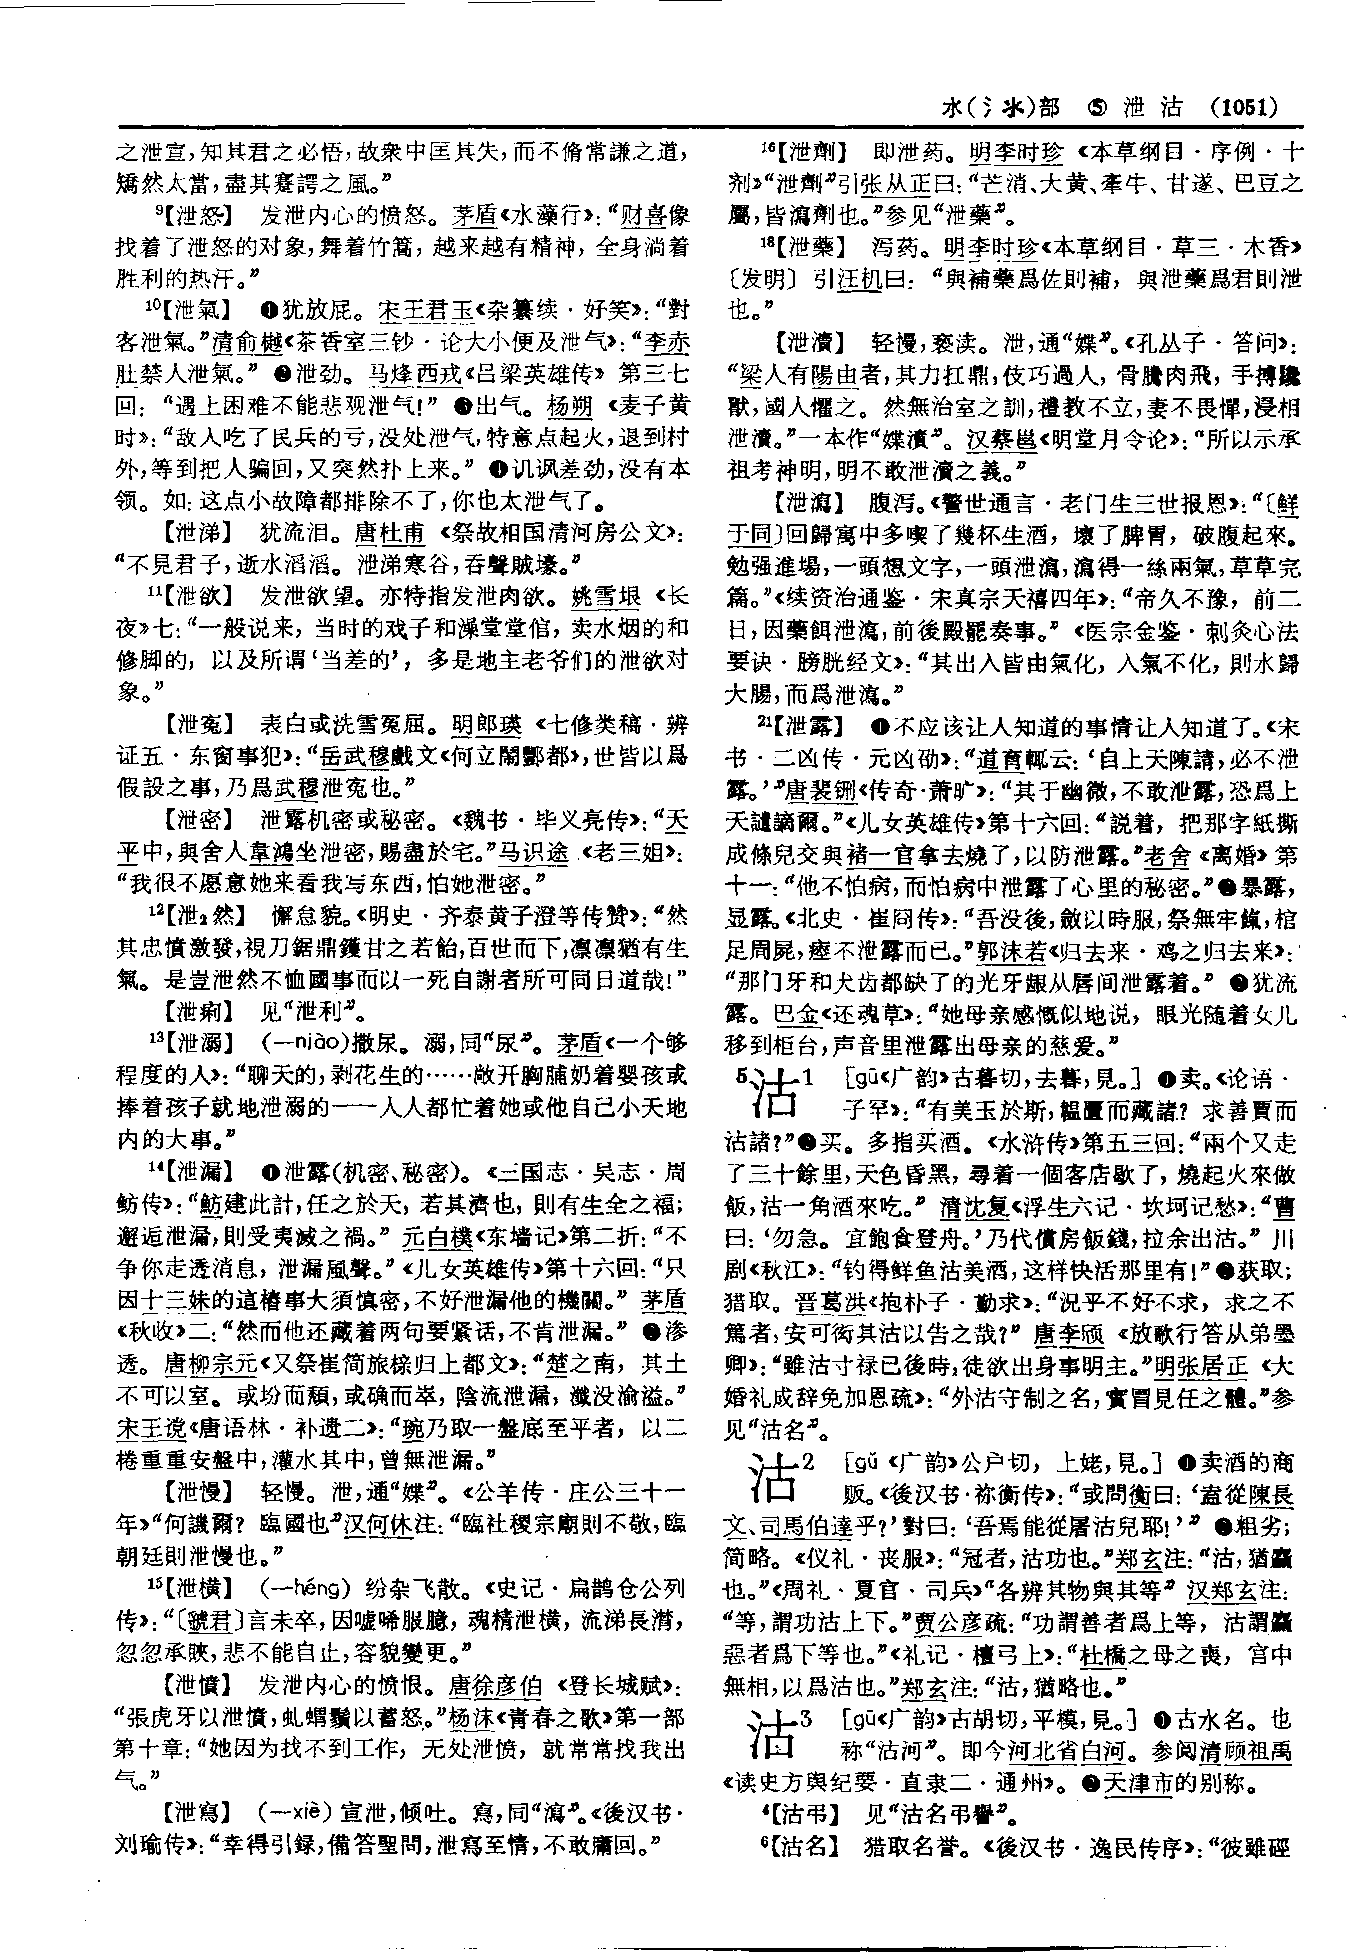 水(氵氺)部 ⑤ 泄 沽 (1051)
之泄宣,知其君之必悟,故衆中匡其失,而不脩常謙之道,
矯然太當,盡其蹇諤之風。”
⁹【泄怒】 发泄内心的愤怒。茅盾《水藻行》:“财喜像
找着了泄怒的对象,舞着竹篙,越来越有精神,全身淌着
胜利的热汗。”
¹⁰【泄氣】 ❶犹放屁。宋王君玉《杂纂续·好笑》:“對
客泄氣。”清俞樾《茶香室三钞·论大小便及泄气》:“李赤
肚禁人泄氣。” ❷泄劲。马烽西戎《吕梁英雄传》第三七
回:“遇上困难不能悲观泄气!” ❸出气。杨朔《麦子黄
时》:“敌人吃了民兵的亏,没处泄气,特意点起火,退到村
外,等到把人骗回,又突然扑上来。” ❹讥讽差劲,没有本
领。如:这点小故障都排除不了,你也太泄气了。
【泄涕】 犹流泪。唐杜甫《祭故相国清河房公文》:
“不見君子,逝水滔滔。泄涕寒谷,吞聲賊壕。”
¹¹【泄欲】 发泄欲望。亦特指发泄肉欲。姚雪垠《长
夜》七:“一般说来,当时的戏子和澡堂堂倌,卖水烟的和
修脚的,以及所谓‘当差的’,多是地主老爷们的泄欲对
象。”
【泄寃】 表白或洗雪冤屈。明郎瑛《七修类稿·辨
证五·东窗事犯》:“岳武穆戲文《何立鬧酆都》,世皆以爲
假設之事,乃爲武穆泄寃也。”
【泄密】 泄露机密或秘密。《魏书·毕义亮传》:“天
平中,與舍人韋鴻坐泄密,賜盡於宅。”马识途《老三姐》:
“我很不愿意她来看我写东西,怕她泄密。”
¹²【泄₂然】 懈怠貌。《明史·齐泰黄子澄等传赞》:“然
其忠憤激發,視刀鋸鼎鑊甘之若飴,百世而下,凛凛猶有生
氣。是豈泄然不恤國事而以一死自謝者所可同日道哉!”
【泄痢】 见“泄利”。
¹³【泄溺】 (—niào)撒尿。溺,同“尿”。茅盾《一个够
程度的人》:“聊天的,剥花生的……敞开胸脯奶着婴孩或
捧着孩子就地泄溺的——人人都忙着她或他自己小天地
内的大事。”
¹⁴【泄漏】 ❶泄露(机密、秘密)。《三国志·吴志·周
鲂传》:“魴建此計,任之於天,若其濟也,則有生全之福;
邂逅泄漏,則受夷滅之禍。”元白樸《东墙记》第二折:“不
争你走透消息,泄漏風聲。”《儿女英雄传》第十六回:“只
因十三妹的這樁事大須慎密,不好泄漏他的機關。”茅盾
《秋收》二:“然而他还藏着两句要紧话,不肯泄漏。” ❷渗
透。唐柳宗元《又祭崔简旅榇归上都文》:“楚之南,其土
不可以室。或坋而頽,或确而崒,陰流泄漏,瀸没渝溢。”
宋王谠《唐语林·补遗二》:“琬乃取一盤底至平者,以二
棬重重安盤中,灌水其中,曾無泄漏。”
【泄慢】 轻慢。泄,通“媟”。《公羊传·庄公三十一
年》“何譏爾? 臨國也”汉何休注:“臨社稷宗廟則不敬,臨
朝廷則泄慢也。”
¹⁵【泄横】 (—héng) 纷杂飞散。《史记·扁鹊仓公列
传》:“〔虢君〕言未卒,因嘘唏服臆,魂精泄横,流涕長潸,
忽忽承睫,悲不能自止,容貌變更。”
【泄憤】 发泄内心的愤恨。唐徐彦伯《登长城赋》:
“張虎牙以泄憤,虬蝟鬚以蓄怒。”杨沫《青春之歌》第一部
第十章:“她因为找不到工作,无处泄愤,就常常找我出
气。”
【泄寫】 (—xiè)宣泄,倾吐。寫,同“瀉”。《後汉书·
刘瑜传》:“幸得引録,備答聖問,泄寫至情,不敢庸回。”
¹⁶【泄劑】 即泄药。明李时珍《本草纲目·序例·十
剂》“泄劑”引张从正曰:“芒消、大黄、牽牛、甘遂、巴豆之
屬,皆瀉劑也。”参见“泄藥”。
¹⁸【泄藥】 泻药。明李时珍《本草纲目·草三·木香》
〔发明〕引汪机曰:“與補藥爲佐則補,與泄藥爲君則泄
也。”
【泄瀆】 轻慢,亵渎。泄,通“媟”。《孔丛子·答问》:
“梁人有陽由者,其力扛鼎,伎巧過人,骨騰肉飛,手搏
獸,國人懼之。然無治室之訓,禮教不立,妻不畏憚,浸相
泄瀆。”一本作“媟瀆”。汉蔡邕《明堂月令论》:“所以示承
祖考神明,明不敢泄瀆之義。”
【泄瀉】 腹泻。《警世通言·老门生三世报恩》:“〔鮮
于同〕回歸寓中多喫了幾杯生酒,壞了脾胃,破腹起來。
勉强進場,一頭想文字,一頭泄瀉,瀉得一絲兩氣,草草完
篇。”《续资治通鉴·宋真宗天禧四年》:“帝久不豫,前二
日,因藥餌泄瀉,前後殿罷奏事。”《医宗金鉴·刺灸心法
要诀·膀胱经文》:“其出入皆由氣化,入氣不化,則水歸
大腸,而爲泄瀉。”
²¹【泄露】 ❶不应该让人知道的事情让人知道了。《宋
书·二凶传·元凶劭》:“道育輒云:‘自上天陳請,必不泄
露。’”唐裴铏《传奇·萧旷》:“其于幽微,不敢泄露,恐爲上
天譴謫爾。”《儿女英雄传》第十六回:“説着,把那字紙撕
成條兒交與褚一官拿去燒了,以防泄露。”老舍《离婚》第
十一:“他不怕病,而怕病中泄露了心里的秘密。”❷暴露,
显露。《北史·崔冏传》:“吾没後,斂以時服,祭無牢餼,棺
足周屍,瘞不泄露而已。”郭沫若《归去来·鸡之归去来》:
“那门牙和犬齿都缺了的光牙龈从唇间泄露着。” ❸犹流
露。巴金《还魂草》:“她母亲感慨似地说,眼光随着女儿
移到柜台,声音里泄露出母亲的慈爱。”
⁵沽¹ [gū《广韵》古暮切,去暮,見。] ❶卖。《论语·
子罕》:“有美玉於斯,韞匵而藏諸? 求善賈而
沽諸?”❷买。多指买酒。《水浒传》第五三回:“兩个又走
了三十餘里,天色昏黑,尋着一個客店歇了,燒起火來做
飯,沽一角酒來吃。” 清沈复《浮生六记·坎坷记愁》:“曹
曰:‘勿急。宜飽食登舟。’乃代償房飯錢,拉余出沽。” 川
剧《秋江》:“钓得鲜鱼沽美酒,这样快活那里有!”❸获取;
猎取。晋葛洪《抱朴子·勤求》:“况乎不好不求,求之不
篤者,安可衒其沽以告之哉?” 唐李颀《放歌行答从弟墨
卿》:“雖沽寸禄已後時,徒欲出身事明主。”明张居正《大
婚礼成辞免加恩疏》:“外沽守制之名,實冒見任之體。”参
见“沽名”。
沽² [gǔ《广韵》公户切,上姥,見。] ❶卖酒的商
贩。《後汉书·祢衡传》:“或問衡曰:‘盍從陳長
文、司馬伯達乎?’對曰:‘吾焉能從屠沽兒耶!’” ❷粗劣;
简略。《仪礼·丧服》:“冠者,沽功也。”郑玄注:“沽,猶麤
也。”《周礼·夏官·司兵》“各辨其物與其等”汉郑玄注:
“等,謂功沽上下。”贾公彦疏:“功謂善者爲上等,沽謂麤
惡者爲下等也。”《礼记·檀弓上》:“杜橋之母之喪,宫中
無相,以爲沽也。”郑玄注:“沽,猶略也。”
沽³ [gū《广韵》古胡切,平模,見。] ❶古水名。也
称“沽河”。即今河北省白河。参阅清顾祖禹
《读史方舆纪要·直隶二·通州》。❷天津市的别称。
⁴【沽弔】 见“沽名弔譽”。
⁶【沽名】 猎取名誉。《後汉书·逸民传序》:“彼雖硜